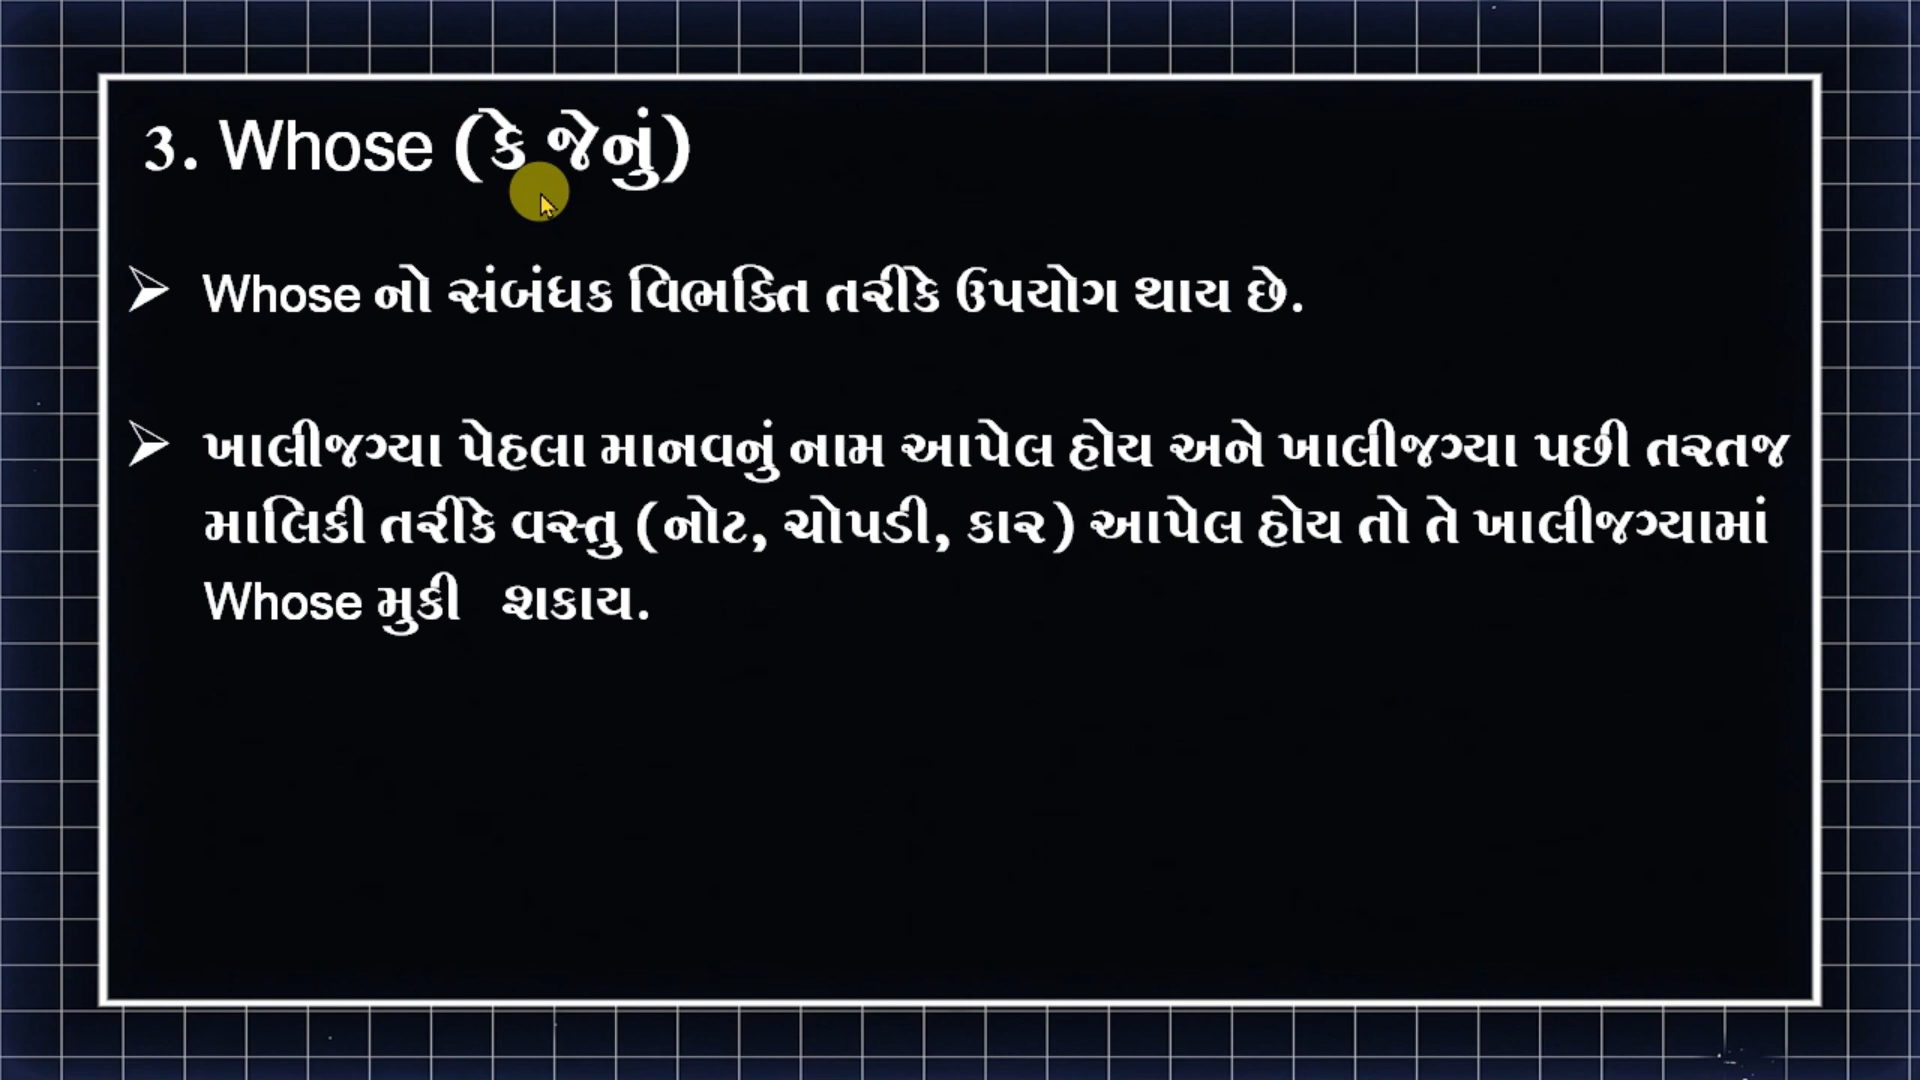 3. Whose (કે જેનું)
➢ Whose નો સંબંધક વિભક્તિ તરીકે ઉપયોગ થાય છે.
➢ ખાલીજગ્યા પેહલા માનવનું નામ આપેલ હોય અને ખાલીજગ્યા પછી તરતજ
માલિકી તરીકે વસ્તુ (નોટ, ચોપડી, કાર) આપેલ હોય તો તે ખાલીજગ્યામાં
Whose મુકી શકાય.